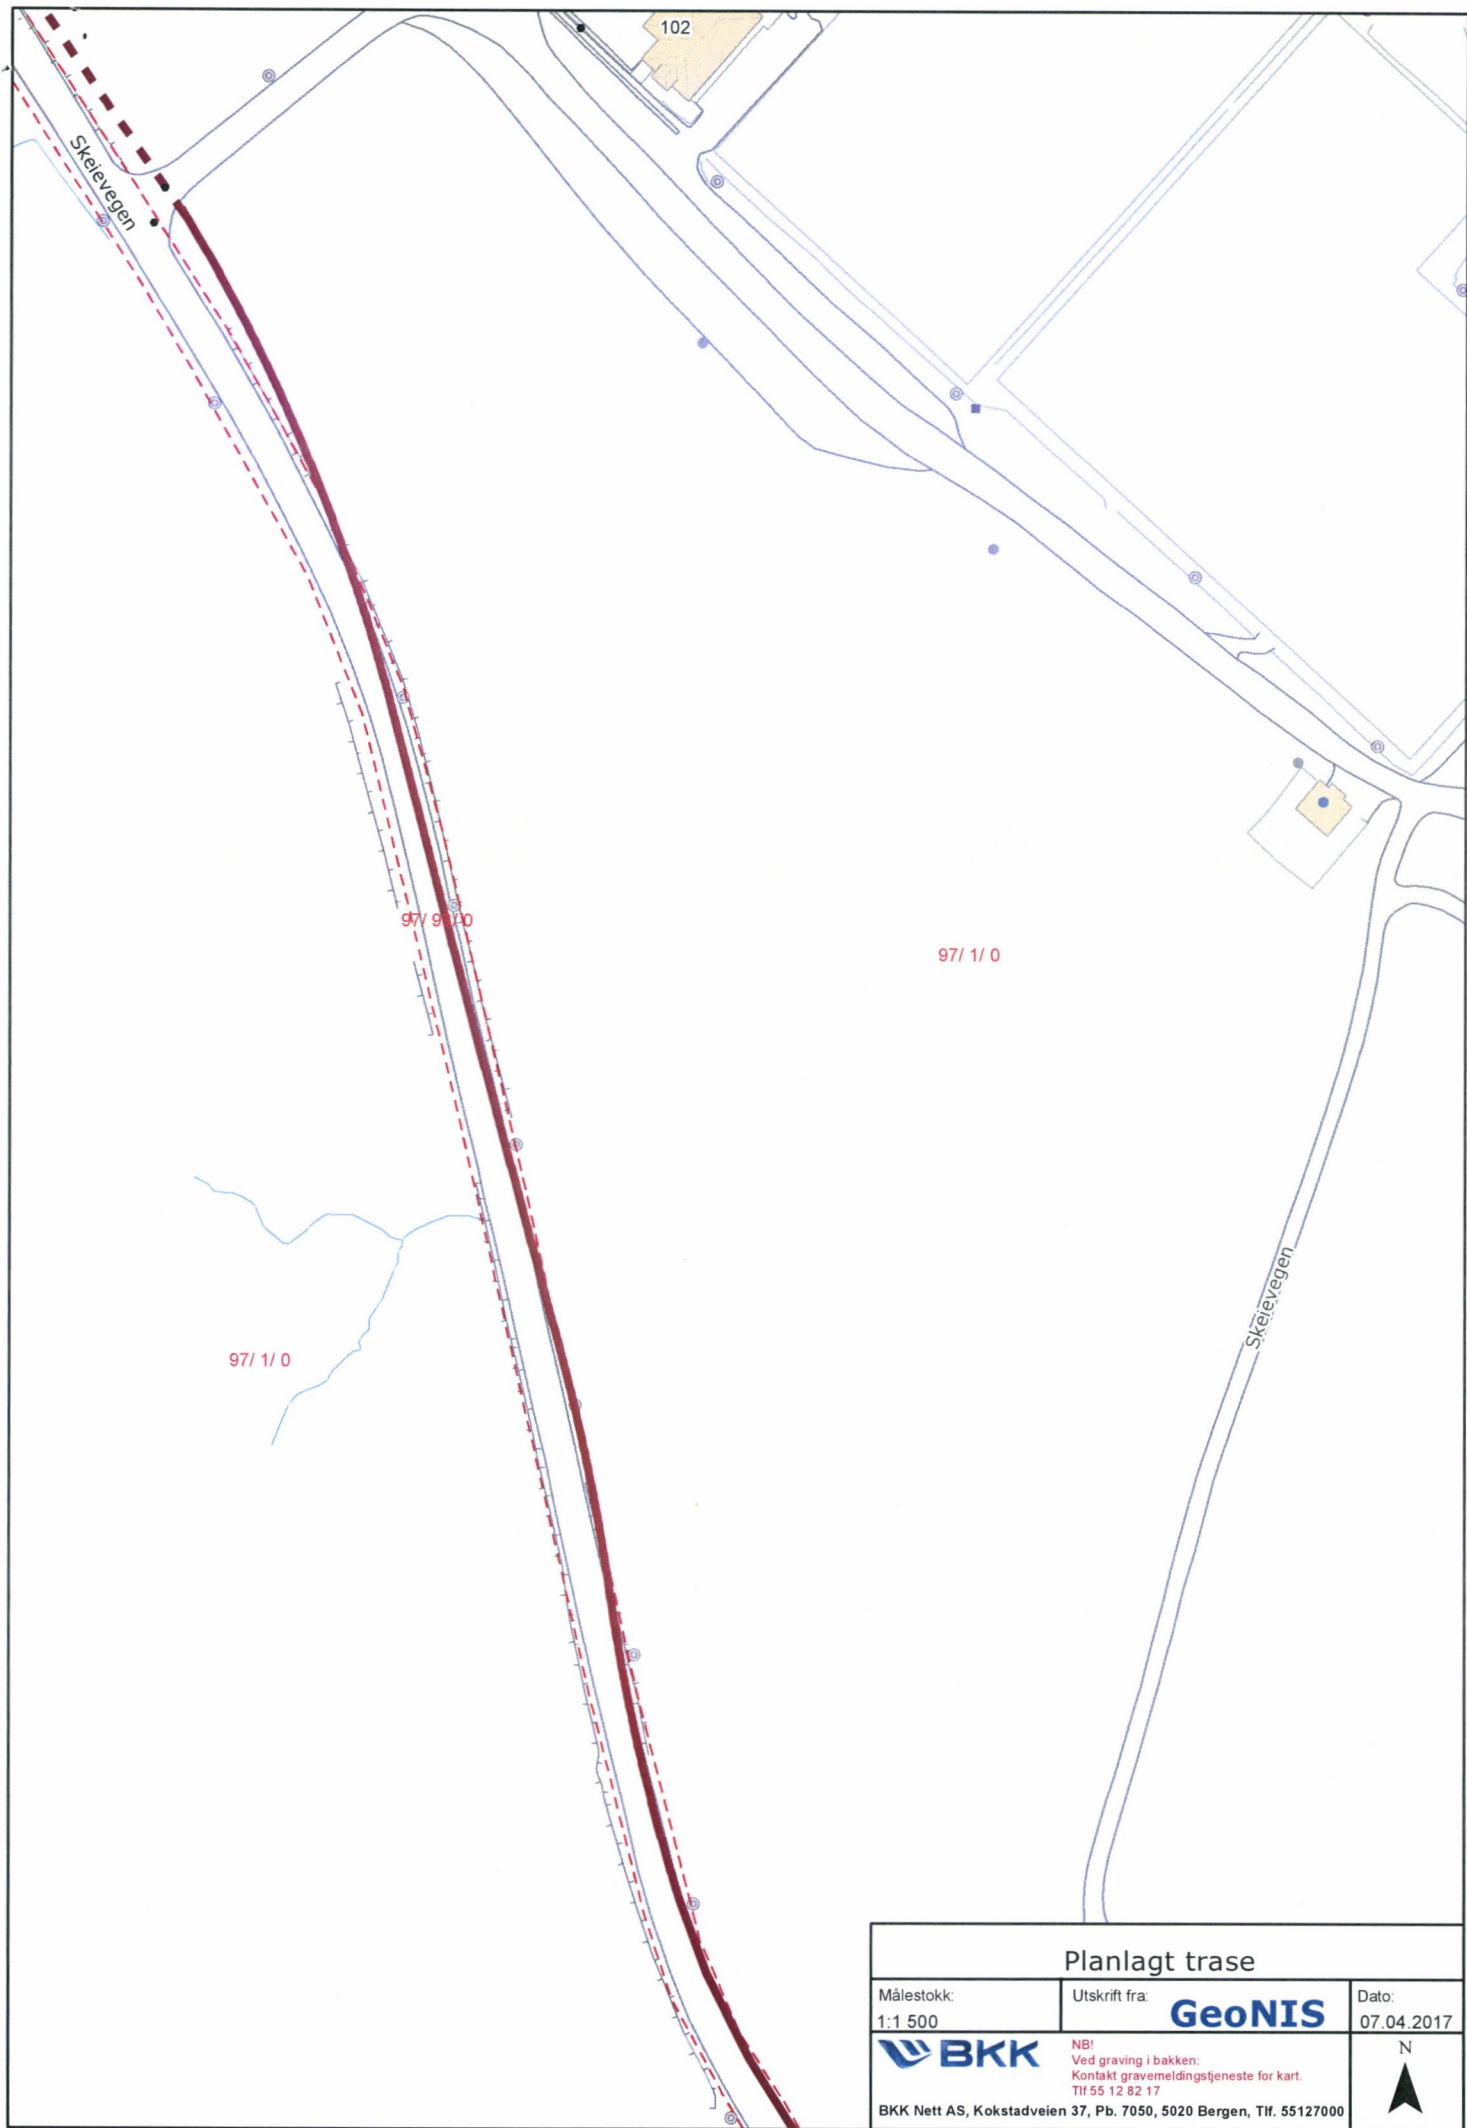 102
Skeievegen
97/ 1/ 0
Skeievegen
97/ 1/ 0
Planlagt trase
Målestokk:
1:1 500
Utskrift fra:
GeoNIS
Dato:
07.04.2017
BKK
NB!
Ved graving i bakken:
Kontakt gravemeldingstjeneste for kart.
Tlf 55 12 82 17
N
BKK Nett AS, Kokstadveien 37, Pb. 7050, 5020 Bergen, Tlf. 55127000